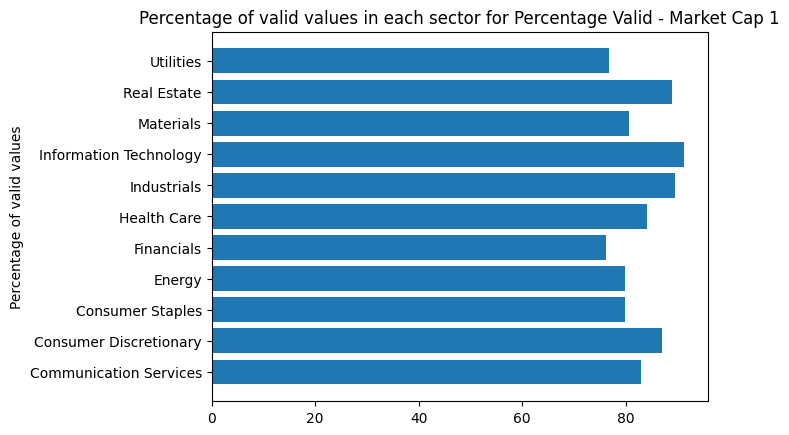 Percentage of valid values in each sector for Percentage Valid - Market Cap 1
Percentage of valid values
Utilities
Real Estate
Materials
Information Technology
Industrials
Health Care
Financials
Energy
Consumer Staples
Consumer Discretionary
Communication Services
0 20 40 60 80